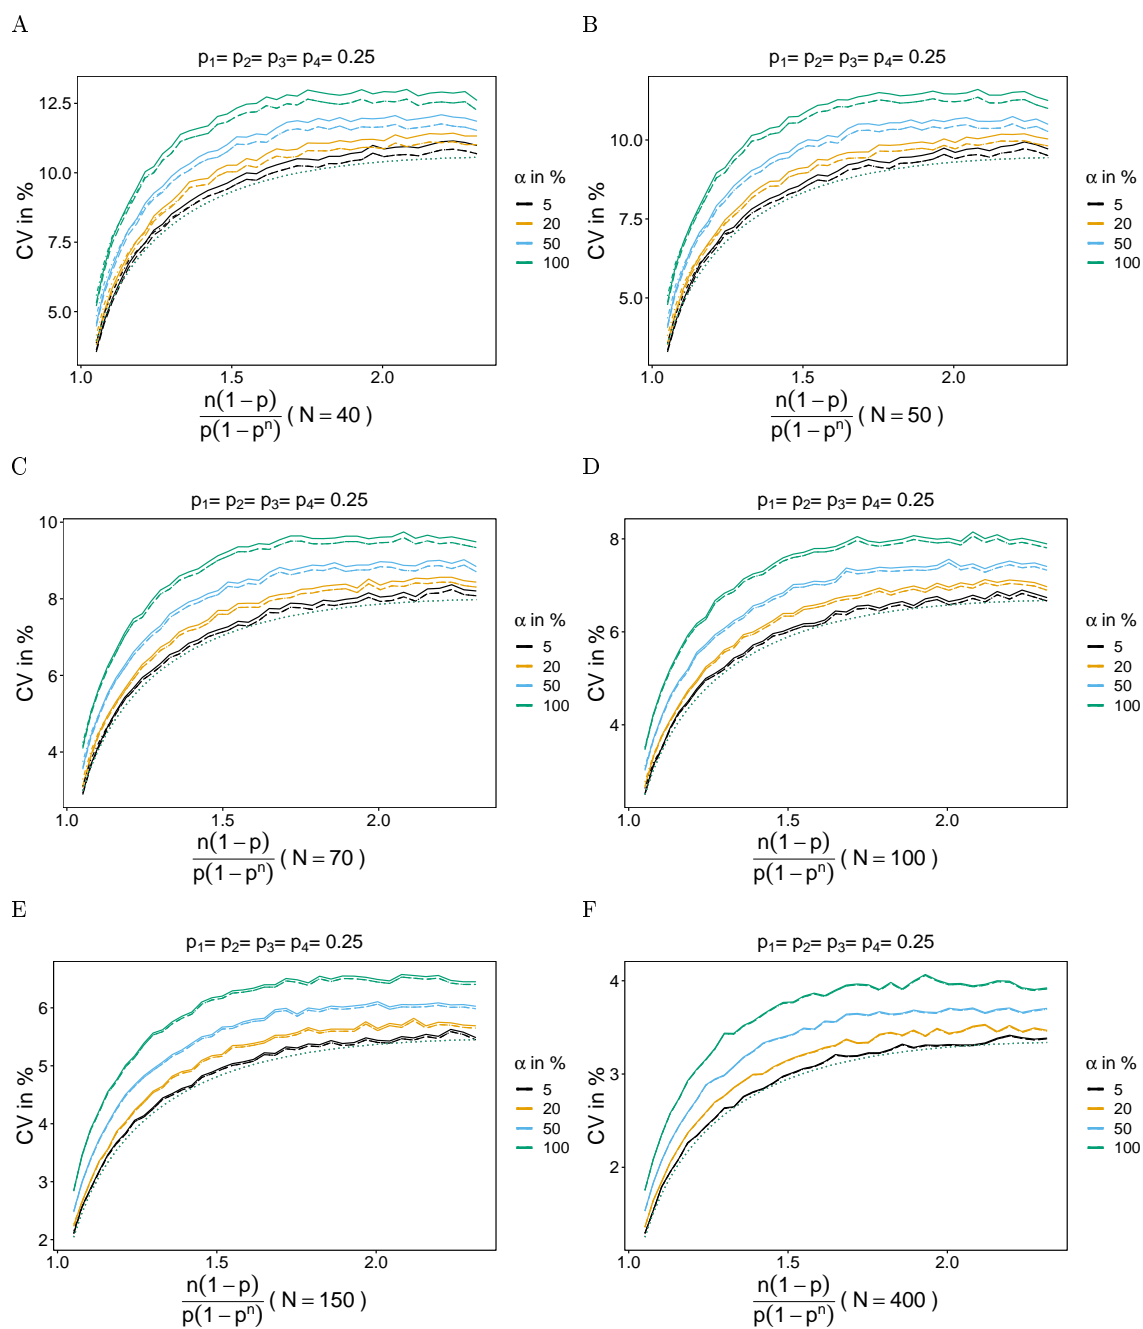 A
p1= p2= p3= p4= 0.25
CV in %
12.5
10.0
7.5
5.0
1.0 1.5 2.0
n(1−p)
p(1−pⁿ) ( N = 40 )
α in %
5
20
50
100
B
p1= p2= p3= p4= 0.25
CV in %
10.0
7.5
5.0
1.0 1.5 2.0
n(1−p)
p(1−pⁿ) ( N = 50 )
α in %
5
20
50
100
C
p1= p2= p3= p4= 0.25
CV in %
10
8
6
4
1.0 1.5 2.0
n(1−p)
p(1−pⁿ) ( N = 70 )
α in %
5
20
50
100
D
p1= p2= p3= p4= 0.25
CV in %
8
6
4
1.0 1.5 2.0
n(1−p)
p(1−pⁿ) ( N = 100 )
α in %
5
20
50
100
E
p1= p2= p3= p4= 0.25
CV in %
6
5
4
3
2
1.0 1.5 2.0
n(1−p)
p(1−pⁿ) ( N = 150 )
α in %
5
20
50
100
F
p1= p2= p3= p4= 0.25
CV in %
4
3
2
1.0 1.5 2.0
n(1−p)
p(1−pⁿ) ( N = 400 )
α in %
5
20
50
100